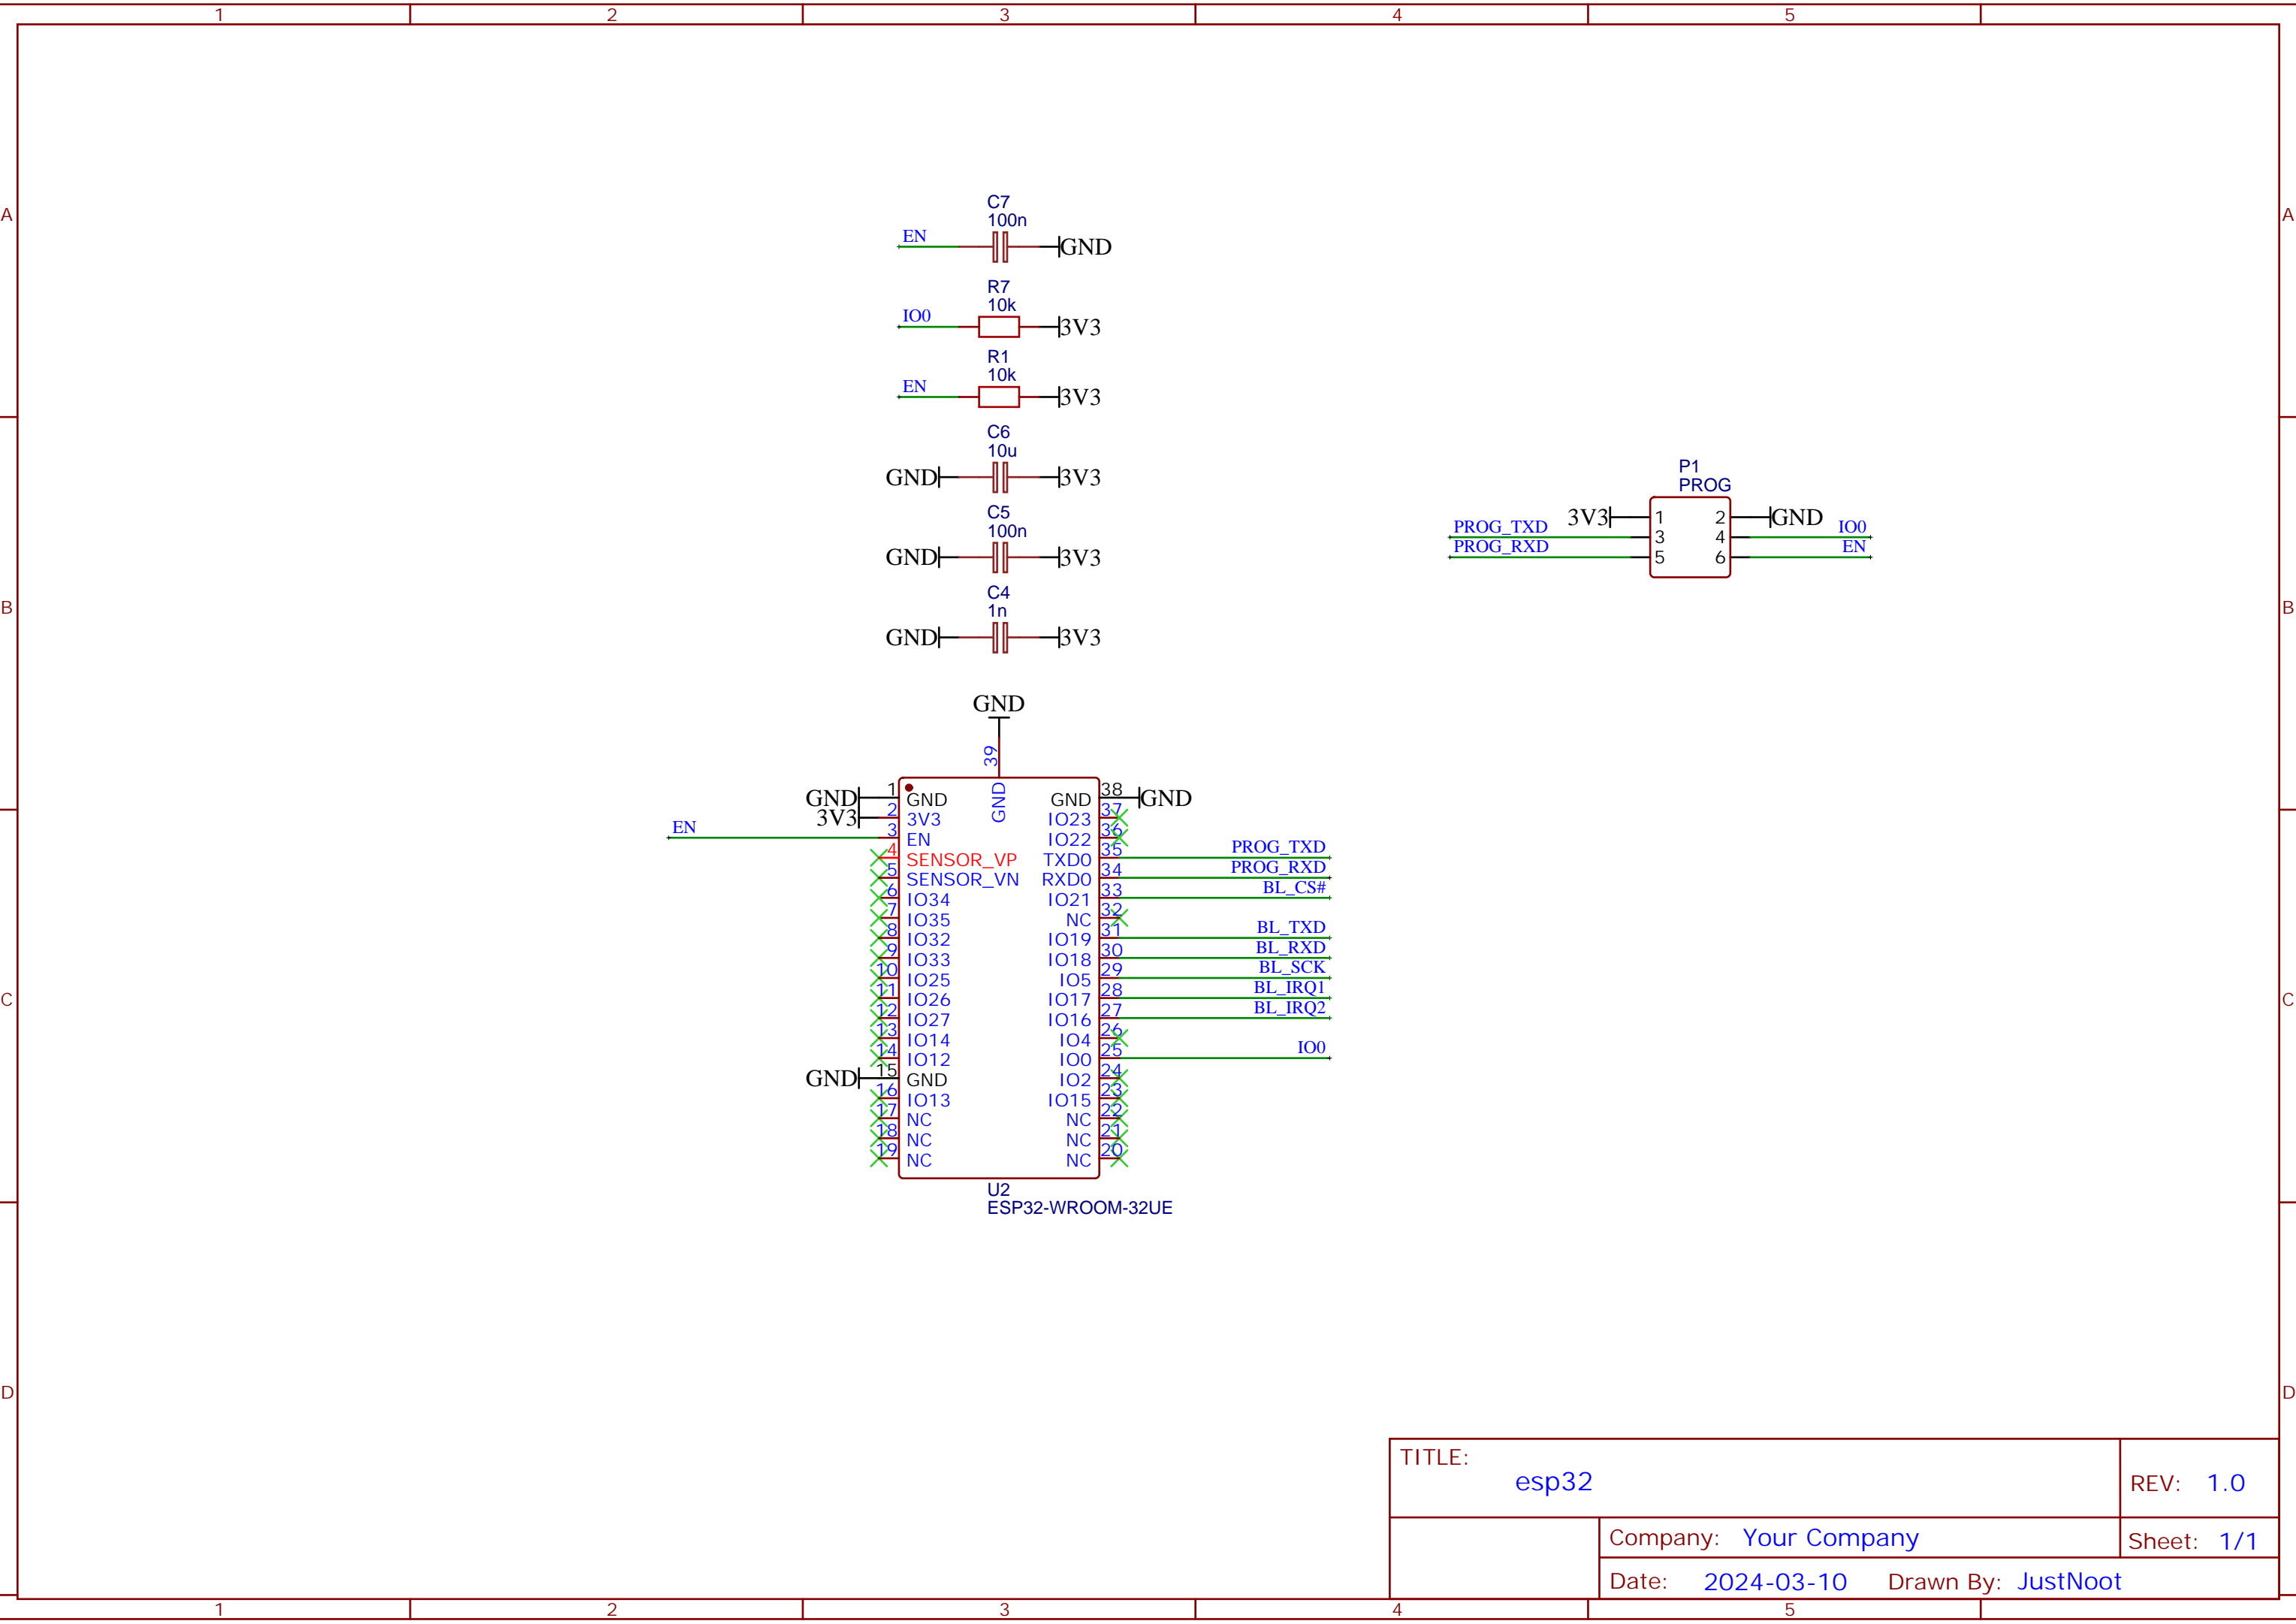 1 2 3 4 5
A A
C7
100n
EN GND
R7
10k
IO0 3V3
R1
10k
EN 3V3
C6
10u
GND 3V3
C5
100n
GND 3V3
C4
1n
GND 3V3
P1
PROG
3V3 1 2 GND
PROG_TXD 3 4 IO0
PROG_RXD 5 6 EN
B B
GND
39
GND
GND 1 GND GND 38 GND
3V3 2 3V3 IO23 37
EN 3 EN IO22 36
4 SENSOR_VP TXD0 35 PROG_TXD
5 SENSOR_VN RXD0 34 PROG_RXD
6 IO34 IO21 33 BL_CS#
7 IO35 NC 32
8 IO32 IO19 31 BL_TXD
9 IO33 IO18 30 BL_RXD
10 IO25 IO5 29 BL_SCK
11 IO26 IO17 28 BL_IRQ1
12 IO27 IO16 27 BL_IRQ2
13 IO14 IO4 26
14 IO12 IO0 25 IO0
GND 15 GND IO2 24
16 IO13 IO15 23
17 NC NC 22
18 NC NC 21
19 NC NC 20
U2
ESP32-WROOM-32UE
C C
D D
TITLE:
esp32
REV: 1.0
Company: Your Company
Sheet: 1/1
Date: 2024-03-10 Drawn By: JustNoot
1 2 3 4 5